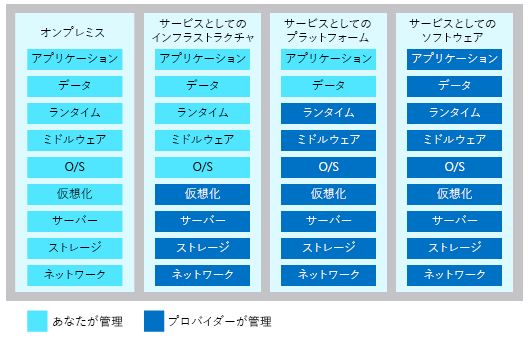 オンプレミス
アプリケーション
データ
ランタイム
ミドルウェア
O/S
仮想化
サーバー
ストレージ
ネットワーク
サービスとしての
インフラストラクチャ
アプリケーション
データ
ランタイム
ミドルウェア
O/S
仮想化
サーバー
ストレージ
ネットワーク
サービスとしての
プラットフォーム
アプリケーション
データ
ランタイム
ミドルウェア
O/S
仮想化
サーバー
ストレージ
ネットワーク
サービスとしての
ソフトウェア
アプリケーション
データ
ランタイム
ミドルウェア
O/S
仮想化
サーバー
ストレージ
ネットワーク
あなたが管理
プロバイダーが管理